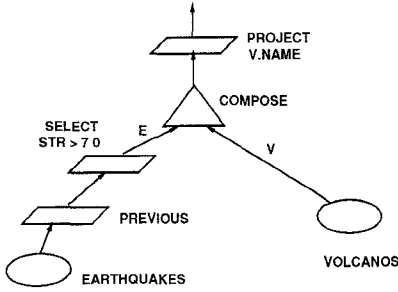 PROJECT
V.NAME
COMPOSE
SELECT
STR > 7 0
E
V
PREVIOUS
VOLCANOS
EARTHQUAKES